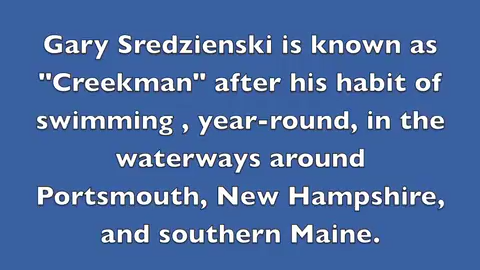 Gary Sredzienski is known as
"Creekman" after his habit of
swimming , year-round, in the
waterways around
Portsmouth, New Hampshire,
and southern Maine.